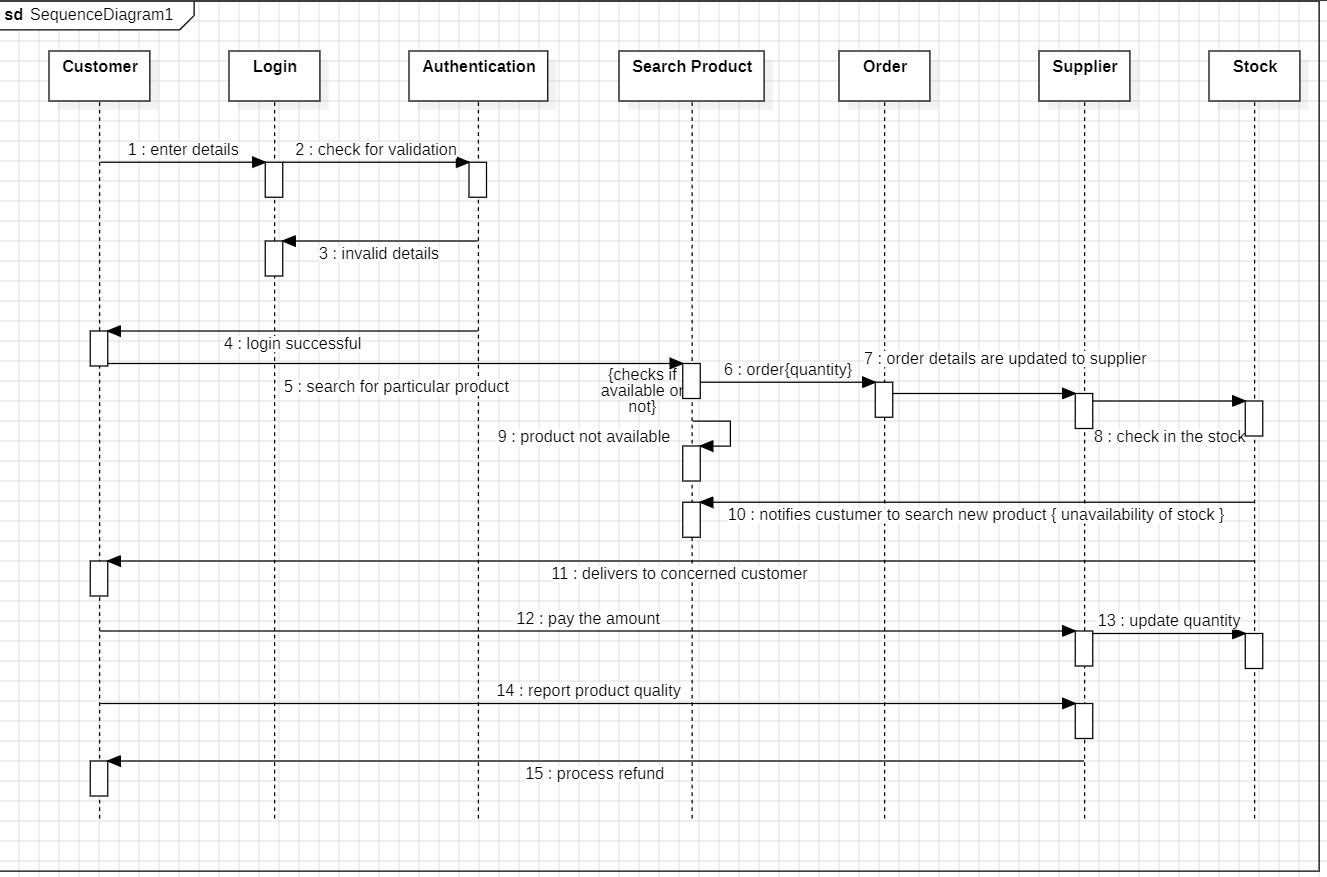 sd SequenceDiagram1
Customer
Login
Authentication
Search Product
Order
Supplier
Stock
1 : enter details
2 : check for validation
3 : invalid details
4 : login successful
5 : search for particular product
{checks if
available or
not}
6 : order{quantity}
7 : order details are updated to supplier
8 : check in the stock
9 : product not available
10 : notifies custumer to search new product { unavailability of stock }
11 : delivers to concerned customer
12 : pay the amount
13 : update quantity
14 : report product quality
15 : process refund